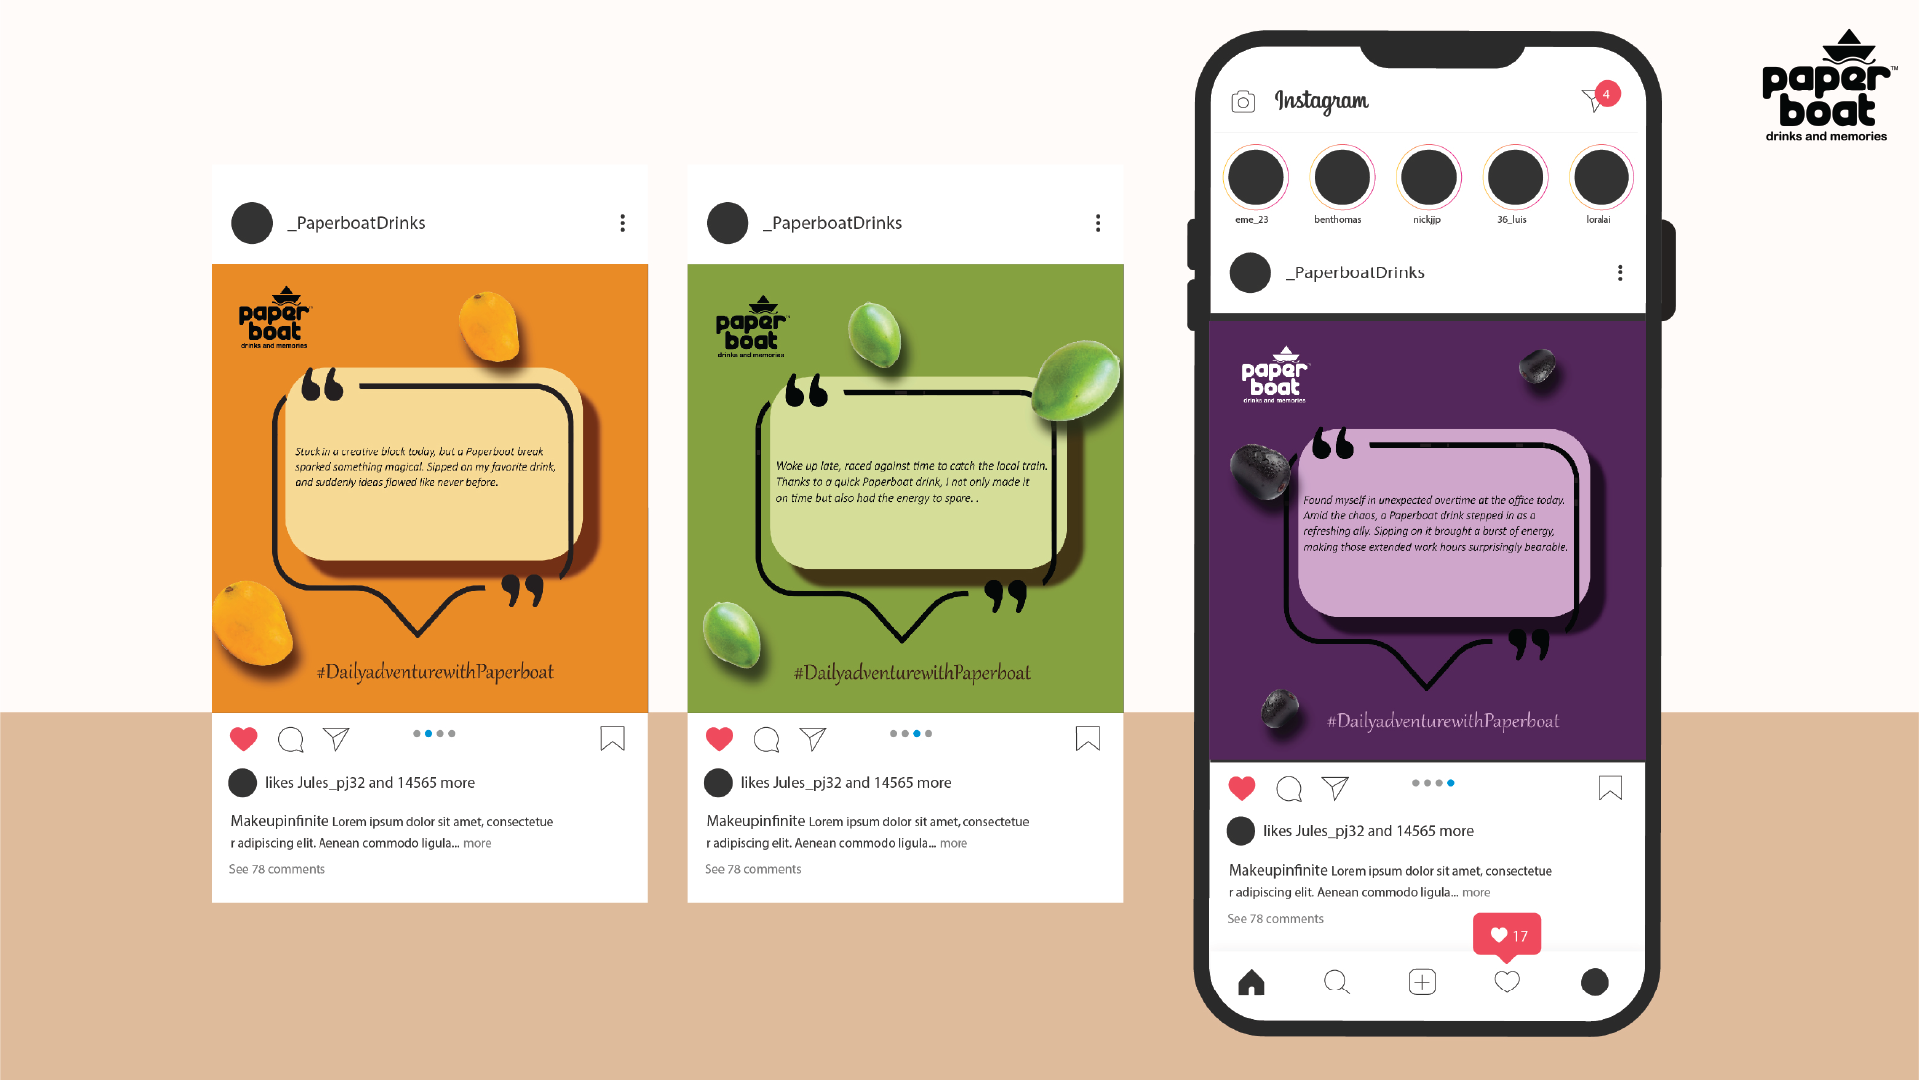 paper
boat
TM
drinks and memories
_PaperboatDrinks
paper
boat
drinks and memories
Stuck in a creative block today, but a Paperboat break
sparked something magical. Sipped on my favorite drink,
and suddenly ideas flowed like never before.
#DailyadventurewithPaperboat
likes Jules_pj32 and 14565 more
Makeupinfinite Lorem ipsum dolor sit amet, consectetue
r adipiscing elit. Aenean commodo ligula... more
See 78 comments
_PaperboatDrinks
paper
boat
drinks and memories
Woke up late, raced against time to catch the local train.
Thanks to a quick Paperboat drink, I not only made it
on time but also had the energy to spare. .
#DailyadventurewithPaperboat
likes Jules_pj32 and 14565 more
Makeupinfinite Lorem ipsum dolor sit amet, consectetue
r adipiscing elit. Aenean commodo ligula... more
See 78 comments
Instagram
4
eme_23 benthomas nickjjp 36_luis loralai
_PaperboatDrinks
paper
boat
drinks and memories
Found myself in unexpected overtime at the office today.
Amid the chaos, a Paperboat drink stepped in as a
refreshing ally. Sipping on it brought a burst of energy,
making those extended work hours surprisingly bearable.
#DailyadventurewithPaperboat
likes Jules_pj32 and 14565 more
Makeupinfinite Lorem ipsum dolor sit amet, consectetue
r adipiscing elit. Aenean commodo ligula... more
See 78 comments
17